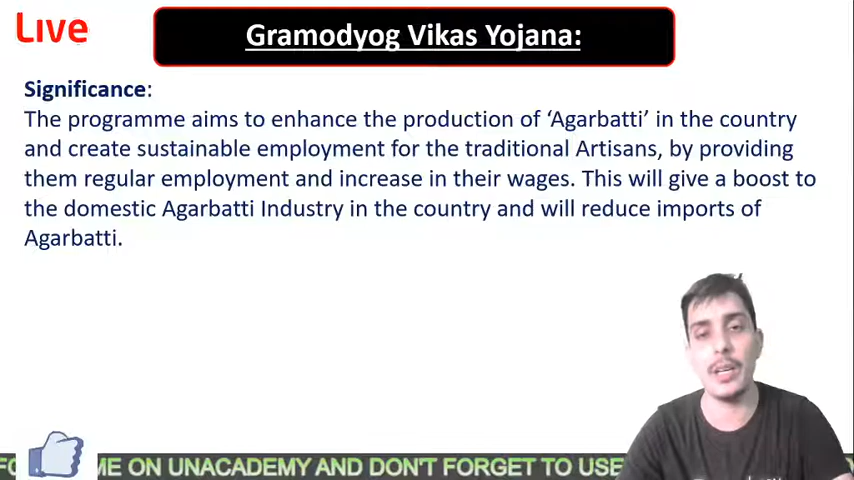 Live
Gramodyog Vikas Yojana:
Significance:
The programme aims to enhance the production of ‘Agarbatti’ in the country
and create sustainable employment for the traditional Artisans, by providing
them regular employment and increase in their wages. This will give a boost to
the domestic Agarbatti Industry in the country and will reduce imports of
Agarbatti.
ME ON UNACADEMY AND DON'T FORGET TO USE